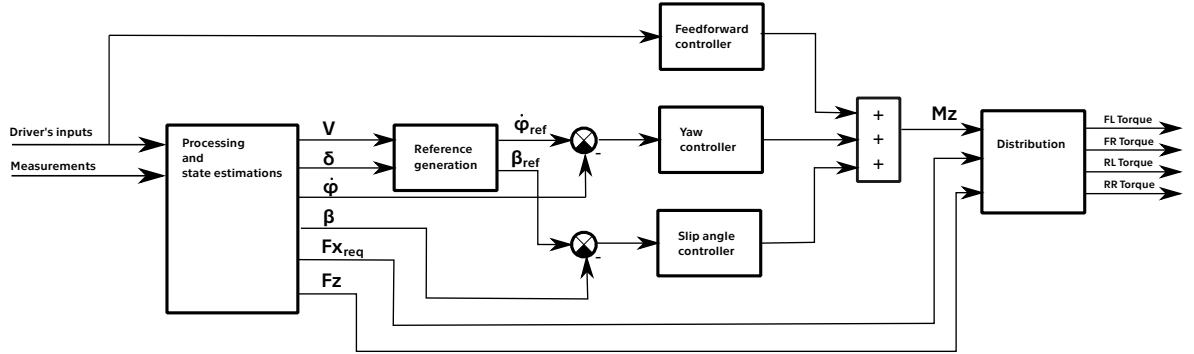 Feedforward
controller
Driver's inputs
Measurements
Processing
and
state estimations
V
δ
φ̇
β
Fx_req
Fz
Reference
generation
φ̇_ref
β_ref
-
-
Yaw
controller
Slip angle
controller
+
+
+
Mz
Distribution
FL Torque
FR Torque
RL Torque
RR Torque